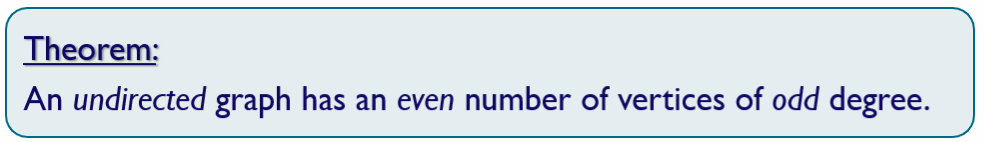 Theorem:
An undirected graph has an even number of vertices of odd degree.